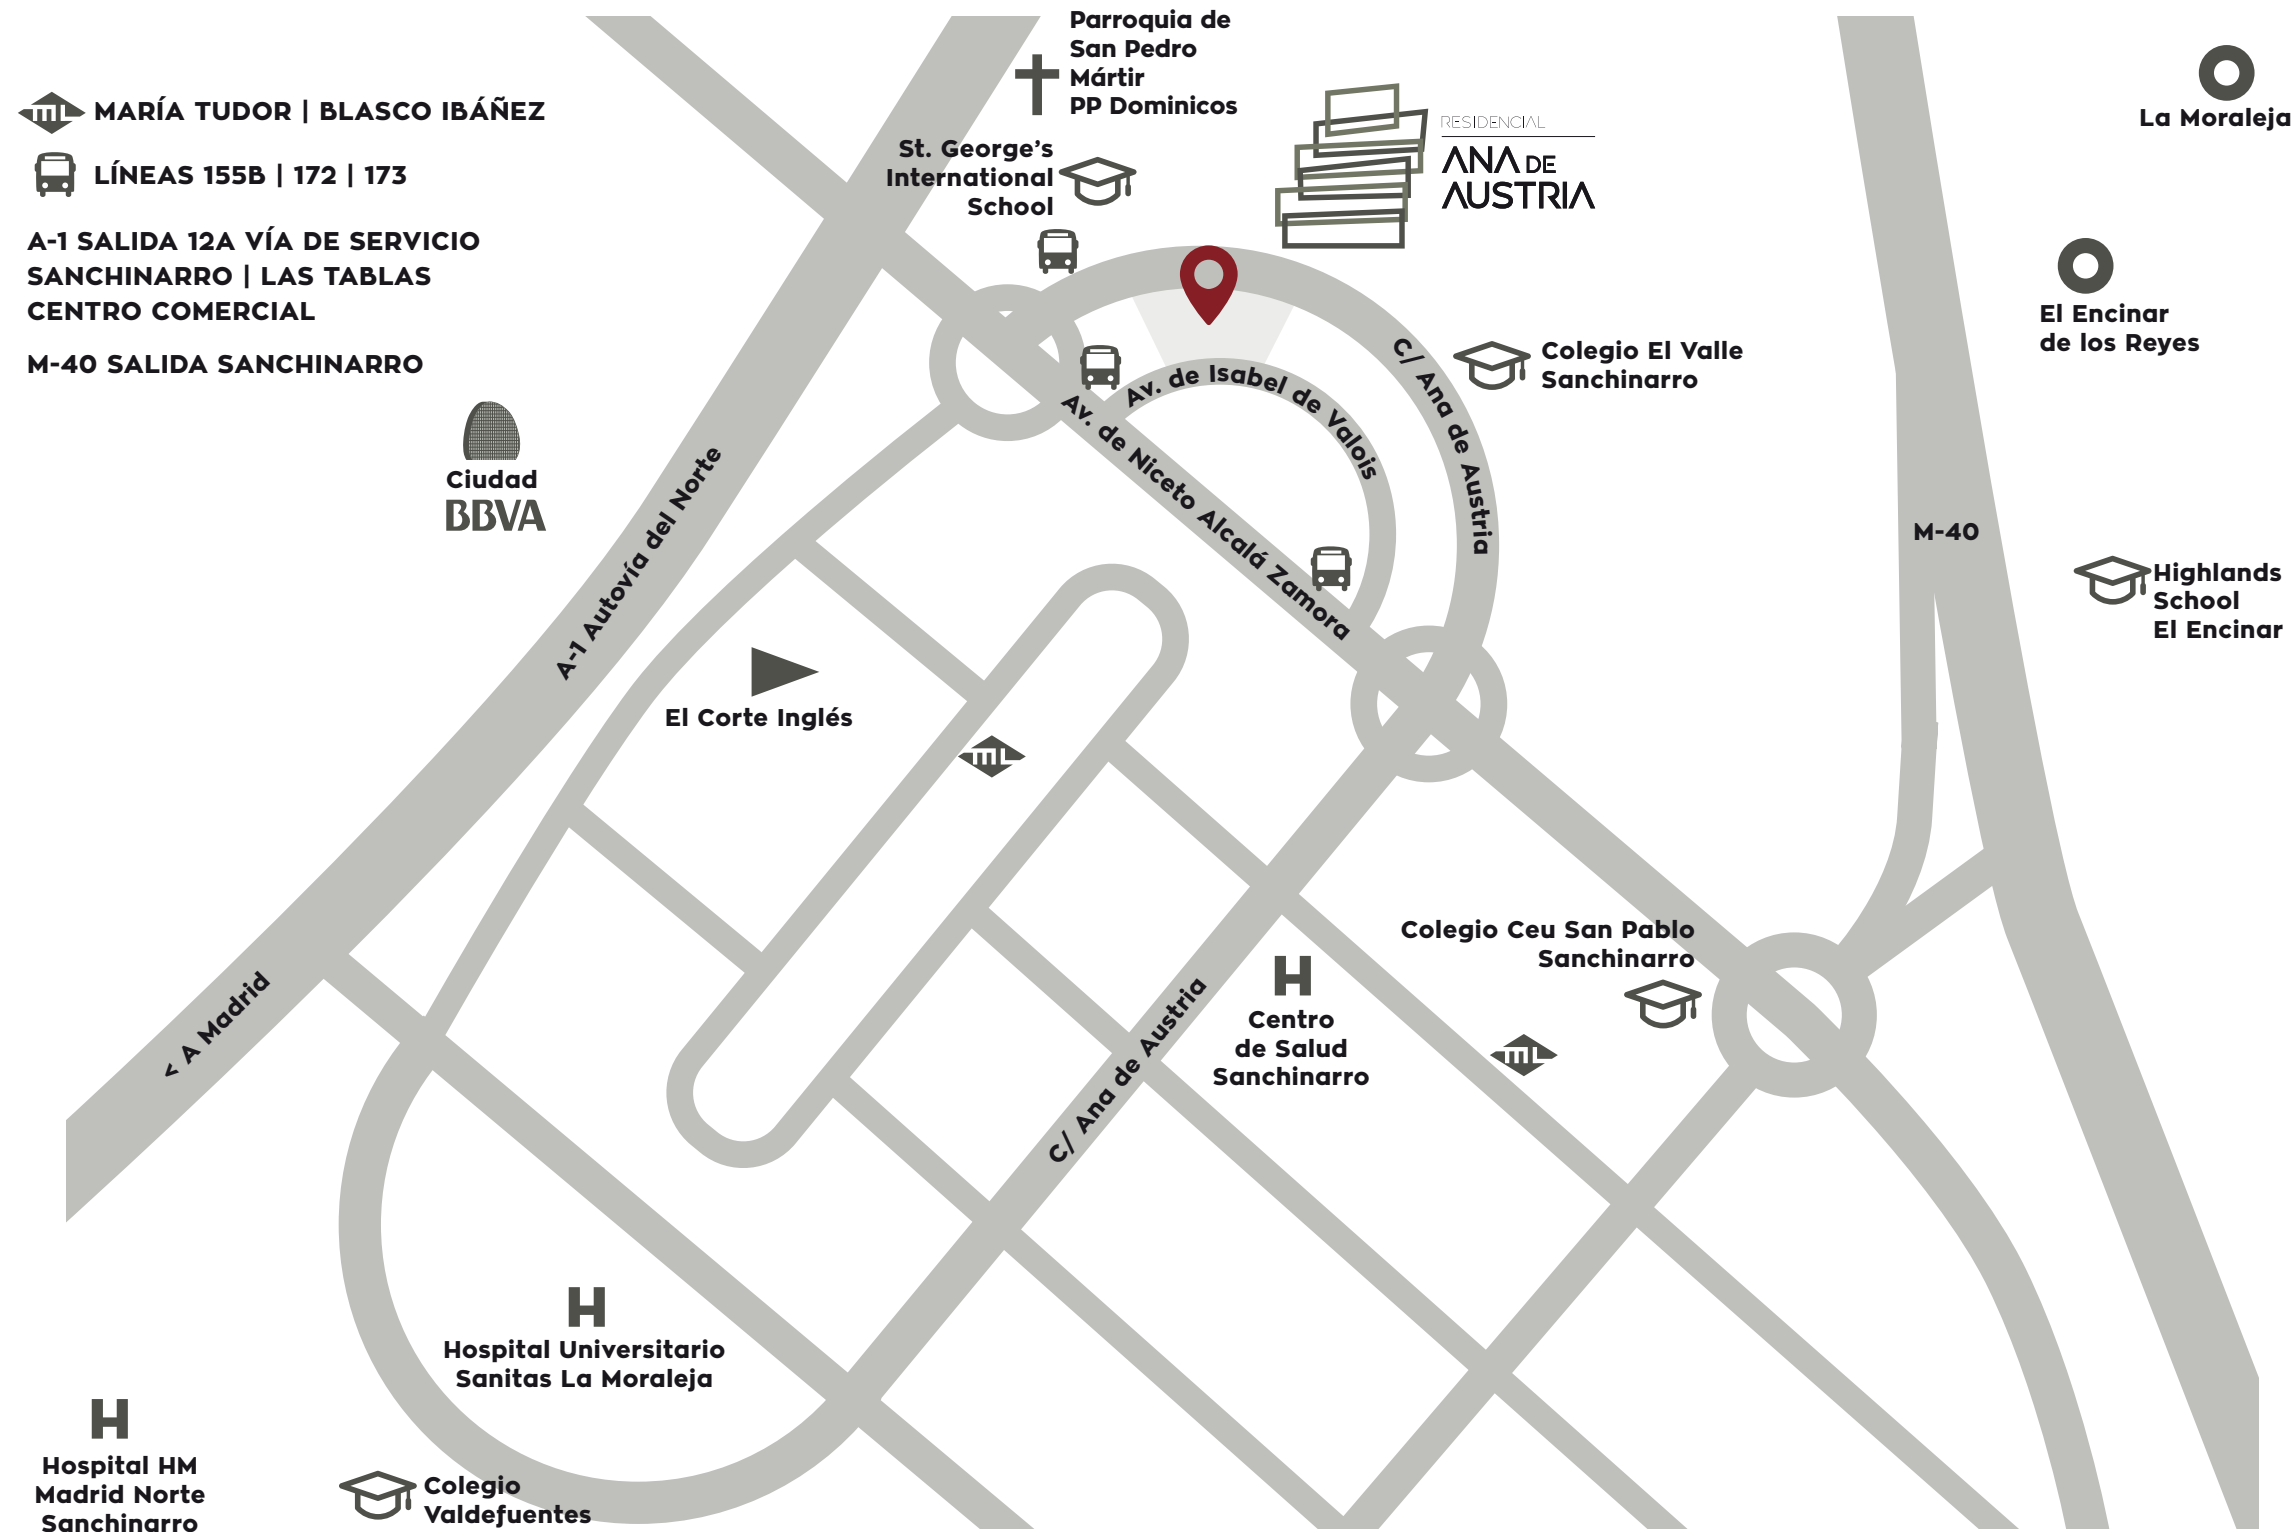 MARÍA TUDOR | BLASCO IBÁÑEZ
LÍNEAS 155B | 172 | 173
A-1 SALIDA 12A VÍA DE SERVICIO
SANCHINARRO | LAS TABLAS
CENTRO COMERCIAL
M-40 SALIDA SANCHINARRO
Parroquia de
San Pedro
Mártir
PP Dominicos
St. George's
International
School
RESIDENCIAL
ANA DE
AUSTRIA
La Moraleja
El Encinar
de los Reyes
Colegio El Valle
Sanchinarro
C/ Ana de Austria
Av. de Isabel de Valois
Av. de Niceto Alcalá Zamora
Ciudad
BBVA
A-1 Autovía del Norte
M-40
Highlands
School
El Encinar
El Corte Inglés
Colegio Ceu San Pablo
Sanchinarro
< A Madrid
C/ Ana de Austria
Centro
de Salud
Sanchinarro
Hospital Universitario
Sanitas La Moraleja
Hospital HM
Madrid Norte
Sanchinarro
Colegio
Valdefuentes